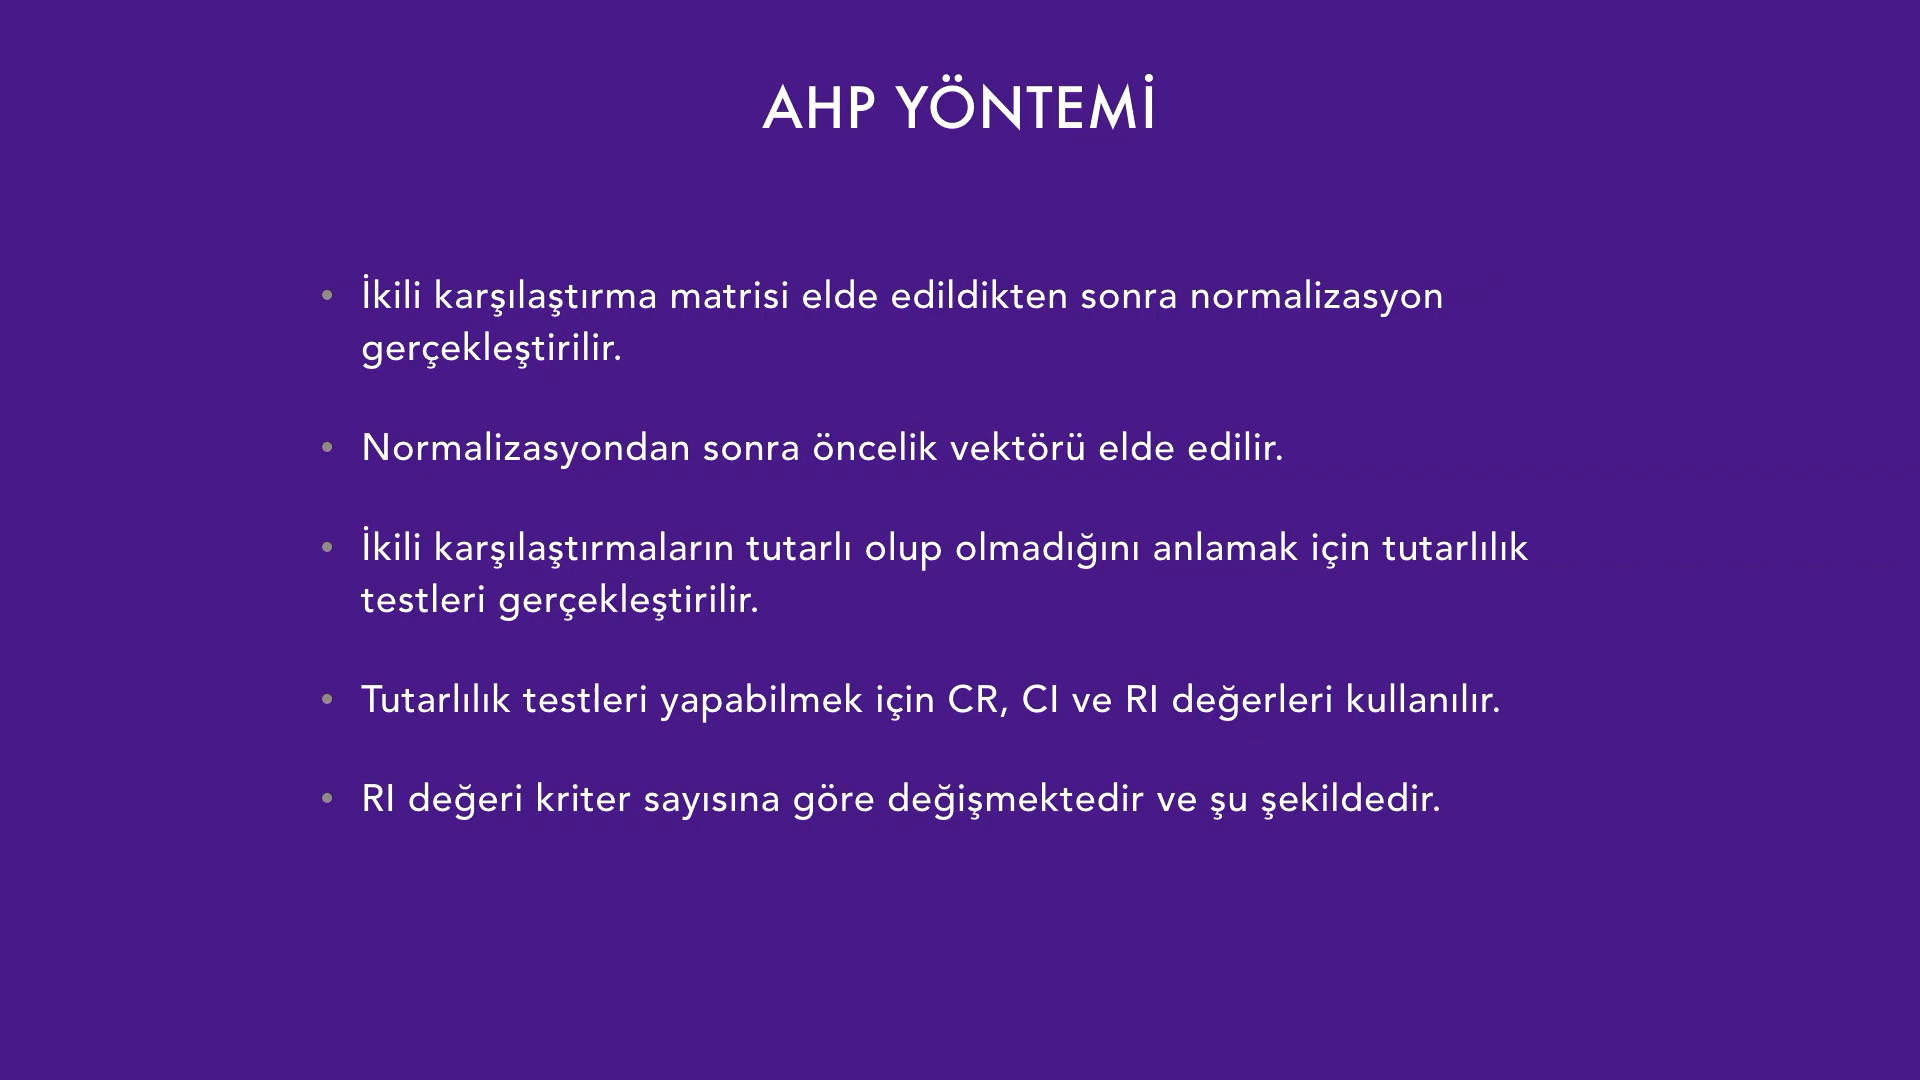 AHP YÖNTEMİ
• İkili karşılaştırma matrisi elde edildikten sonra normalizasyon
gerçekleştirilir.
• Normalizasyondan sonra öncelik vektörü elde edilir.
• İkili karşılaştırmaların tutarlı olup olmadığını anlamak için tutarlılık
testleri gerçekleştirilir.
• Tutarlılık testleri yapabilmek için CR, CI ve RI değerleri kullanılır.
• RI değeri kriter sayısına göre değişmektedir ve şu şekildedir.